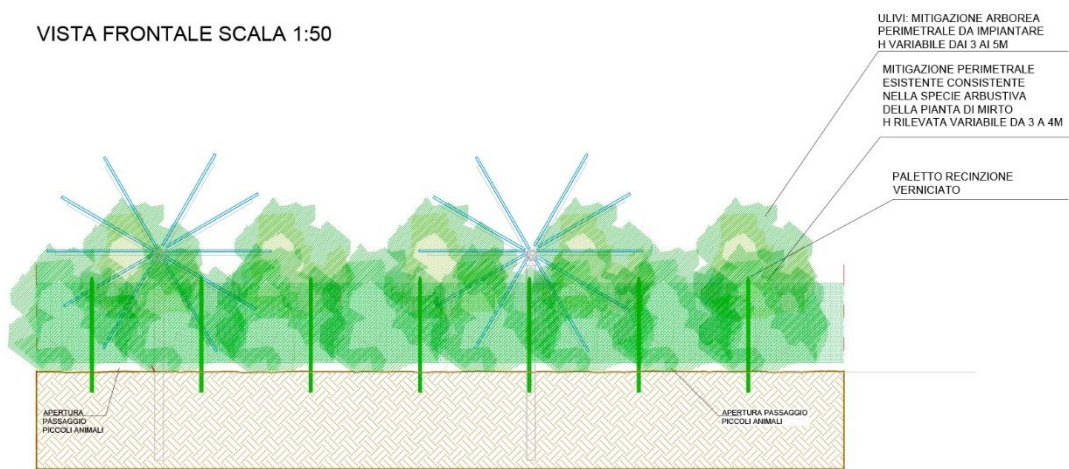 VISTA FRONTALE SCALA 1:50
ULIVI: MITIGAZIONE ARBOREA
PERIMETRALE DA IMPIANTARE
H VARIABILE DAI 3 AI 5M
MITIGAZIONE PERIMETRALE
ESISTENTE CONSISTENTE
NELLA SPECIE ARBUSTIVA
DELLA PIANTA DI MIRTO
H RILEVATA VARIABILE DA 3 A 4M
PALETTO RECINZIONE
VERNICIATO
APERTURA
PASSAGGIO
PICCOLI ANIMALI
APERTURA PASSAGGIO
PICCOLI ANIMALI